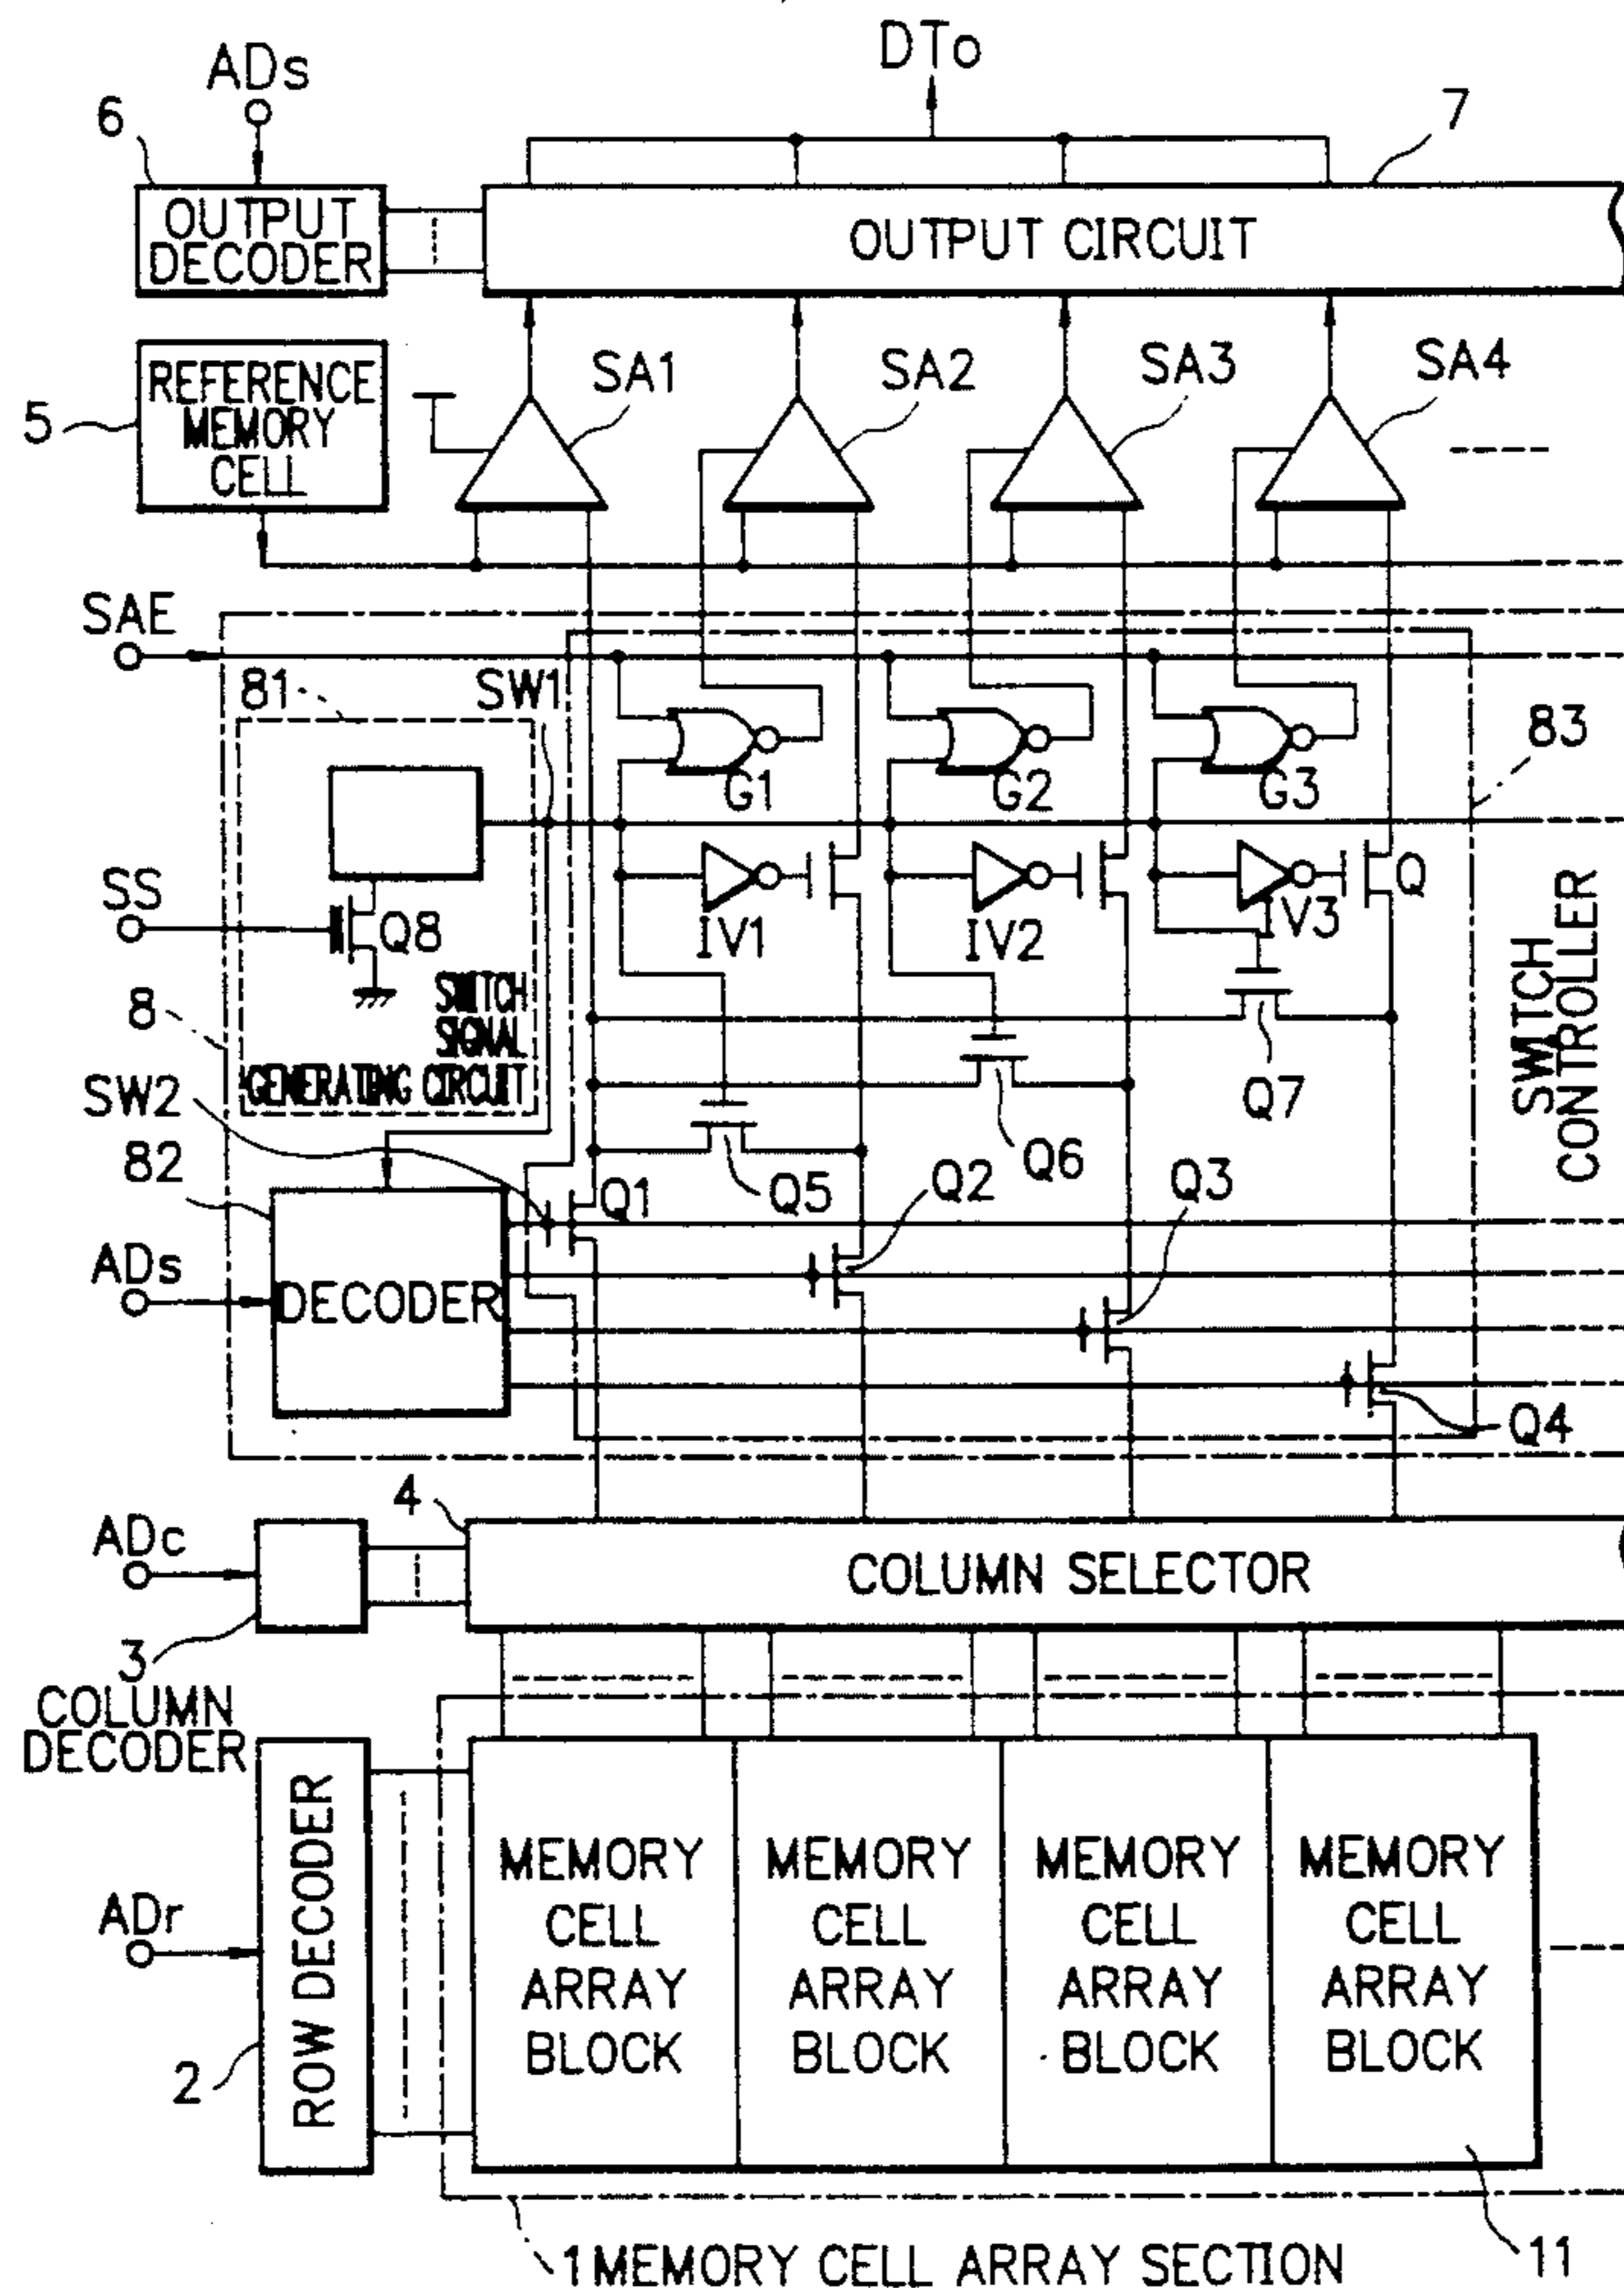 DTo
ADs
6
7
OUTPUT
DECODER
OUTPUT CIRCUIT
REFERENCE
MEMORY
CELL
5
SA1
SA2
SA3
SA4
SAE
81
SW1
83
G1
G2
G3
SS
Q8
IV1
IV2
IV3
Q
SWITCH
CONTROLLER
8
SWITCH
SIGNAL
GENERATING CIRCUIT
SW2
Q7
Q6
82
Q5
Q1
Q2
Q3
ADs
DECODER
Q4
4
ADc
COLUMN SELECTOR
3
COLUMN
DECODER
ROW DECODER
MEMORY
CELL
ARRAY
BLOCK
MEMORY
CELL
ARRAY
BLOCK
MEMORY
CELL
ARRAY
BLOCK
MEMORY
CELL
ARRAY
BLOCK
ADr
2
1 MEMORY CELL ARRAY SECTION
11